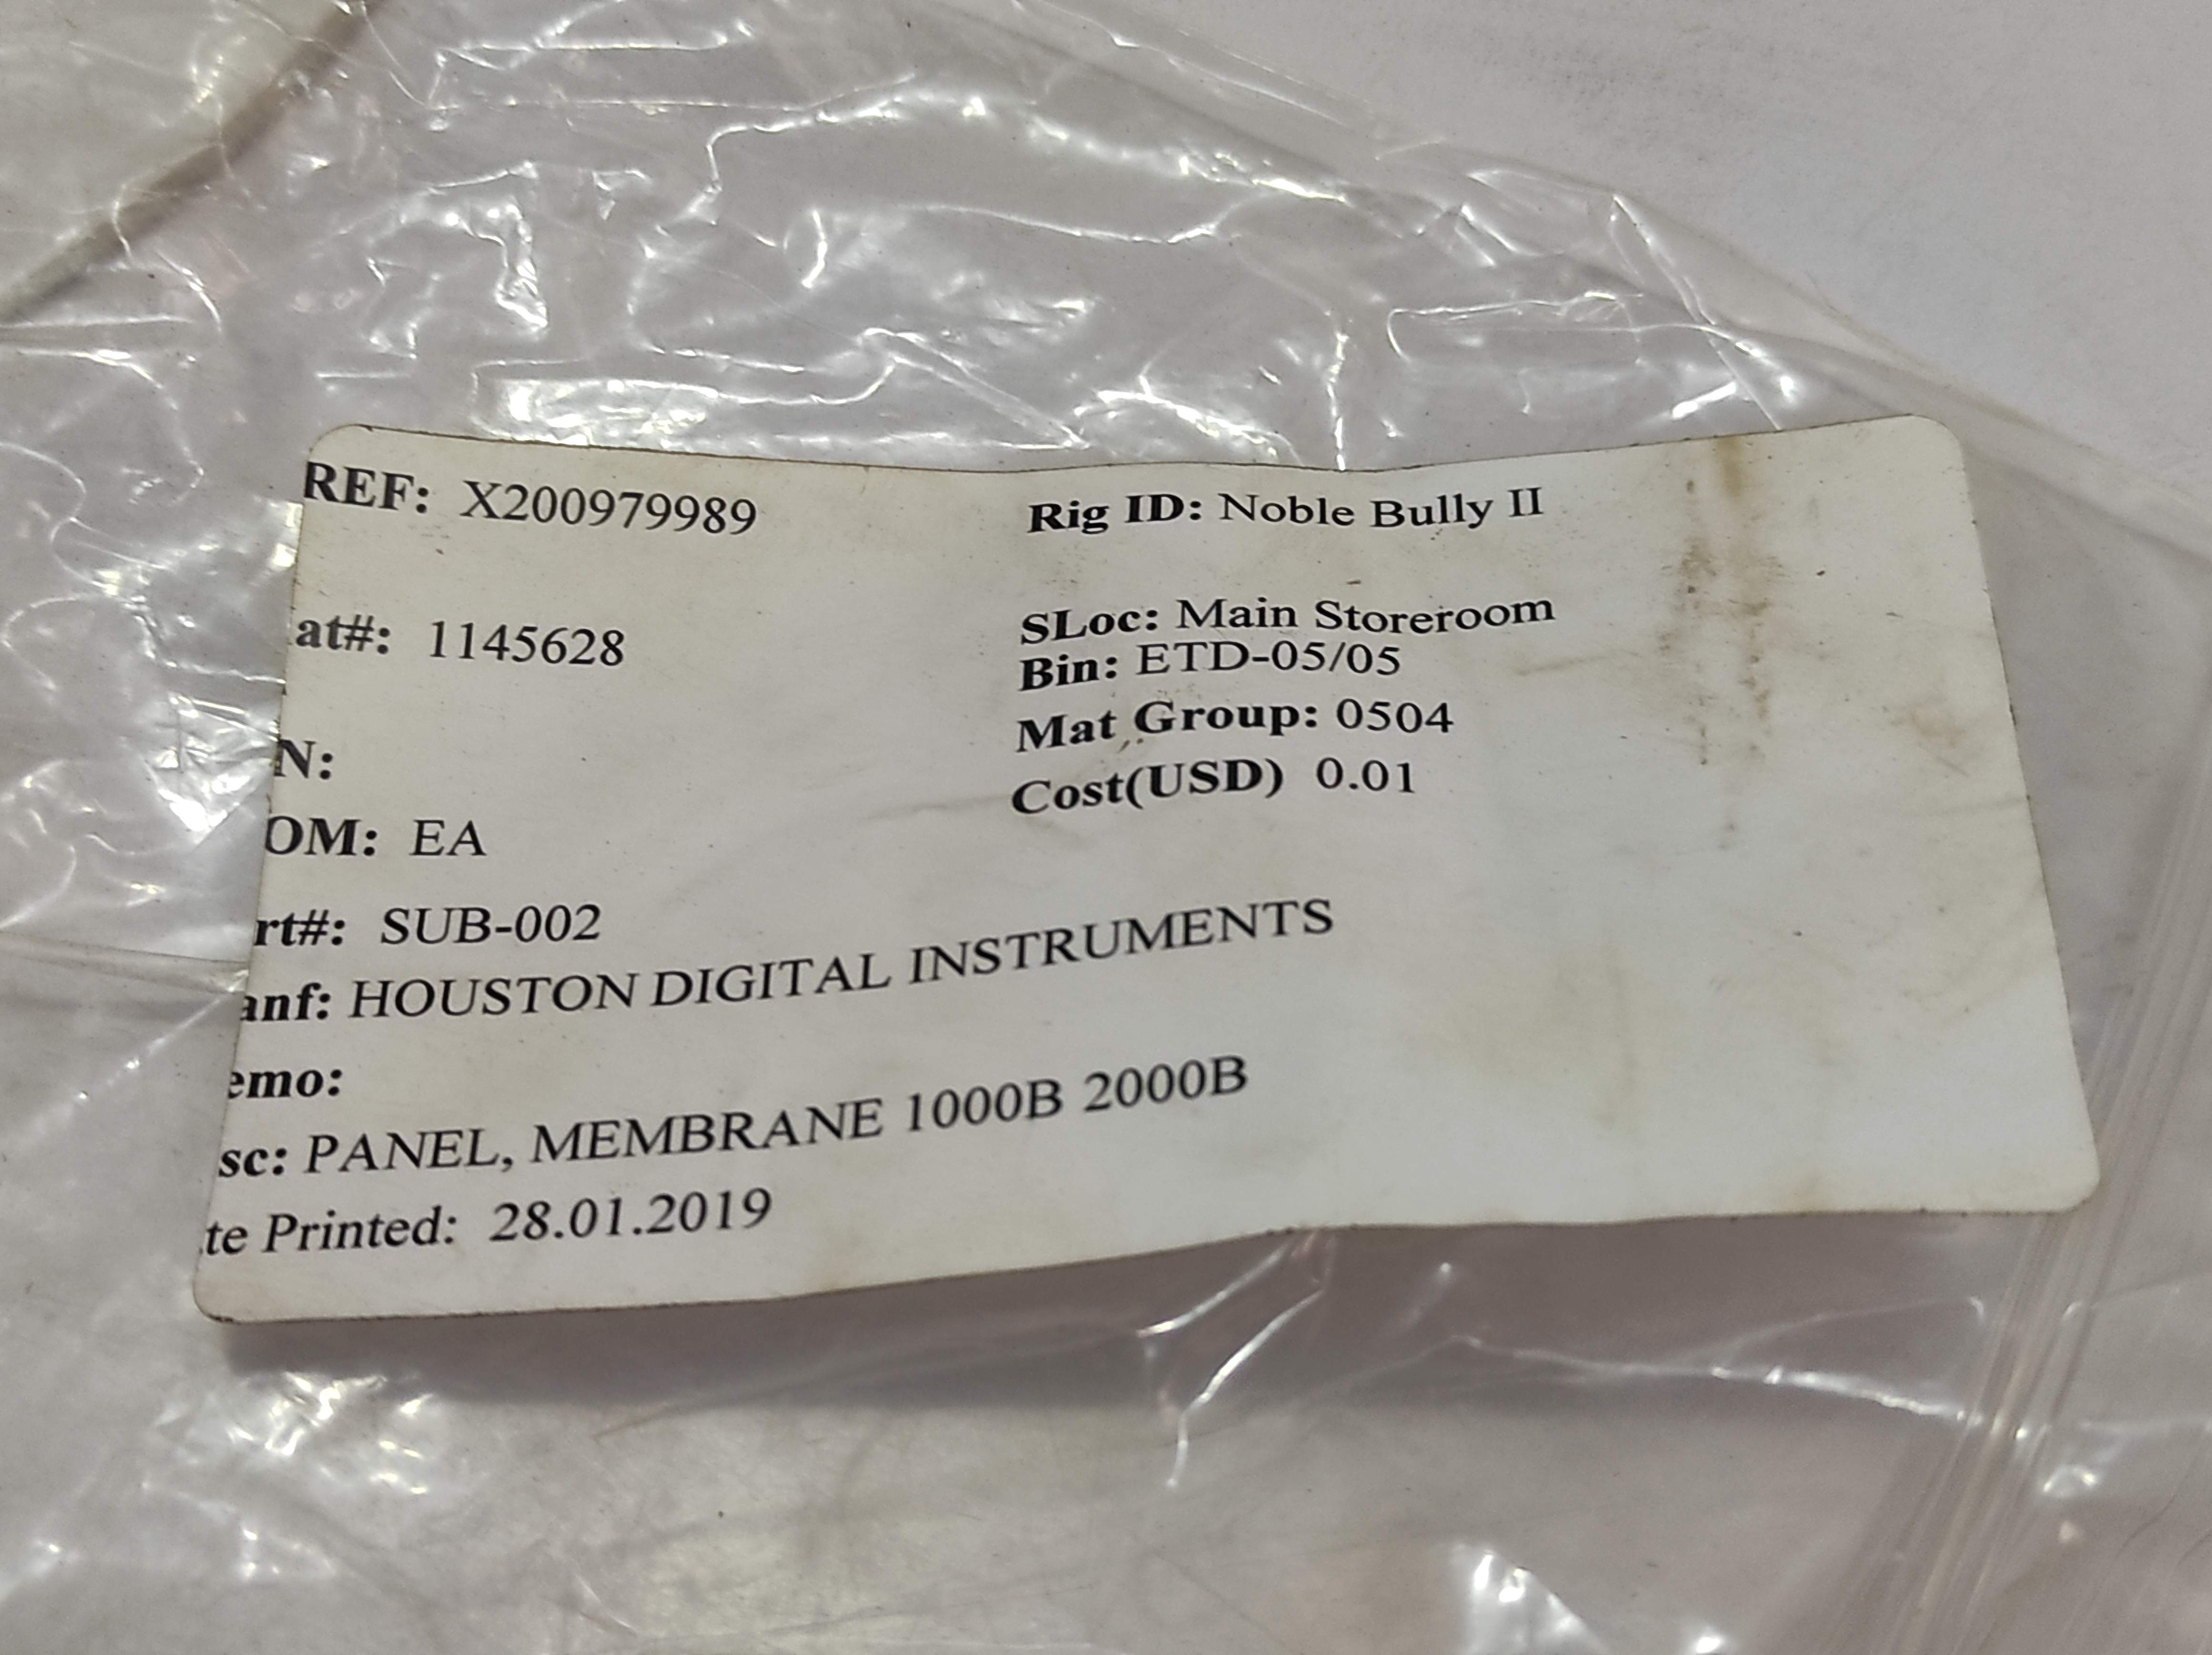 REF: X200979989
Rig ID: Noble Bully II
at#: 1145628
SLoc: Main Storeroom
Bin: ETD-05/05
N:
Mat Group: 0504
OM: EA
Cost(USD) 0.01
rt#: SUB-002
anf: HOUSTON DIGITAL INSTRUMENTS
emo:
sc: PANEL, MEMBRANE 1000B 2000B
te Printed: 28.01.2019